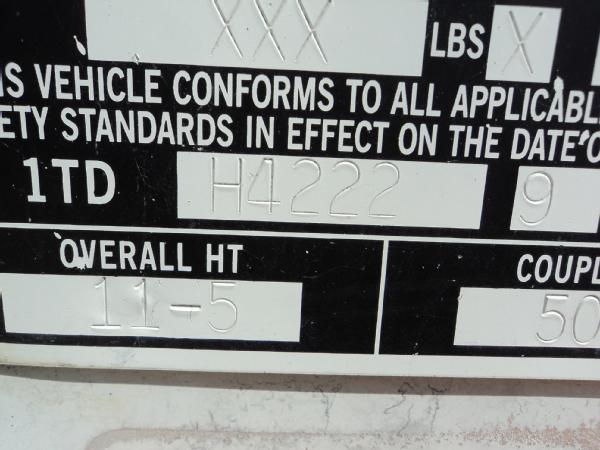 XXX LBS X
IS VEHICLE CONFORMS TO ALL APPLICABLE
ETY STANDARDS IN EFFECT ON THE DATE O
1TD H4222 9
OVERALL HT COUPL
11-5 50